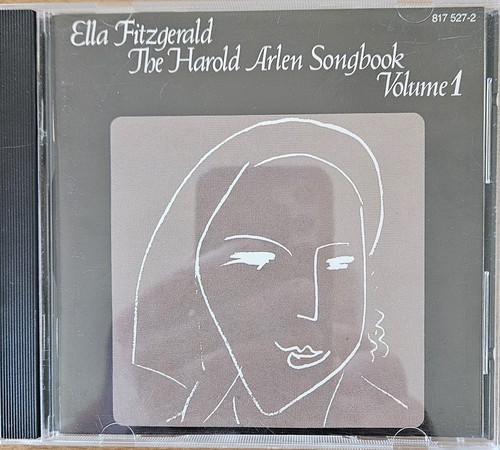 817 527-2
Ella Fitzgerald
The Harold Arlen Songbook
Volume 1